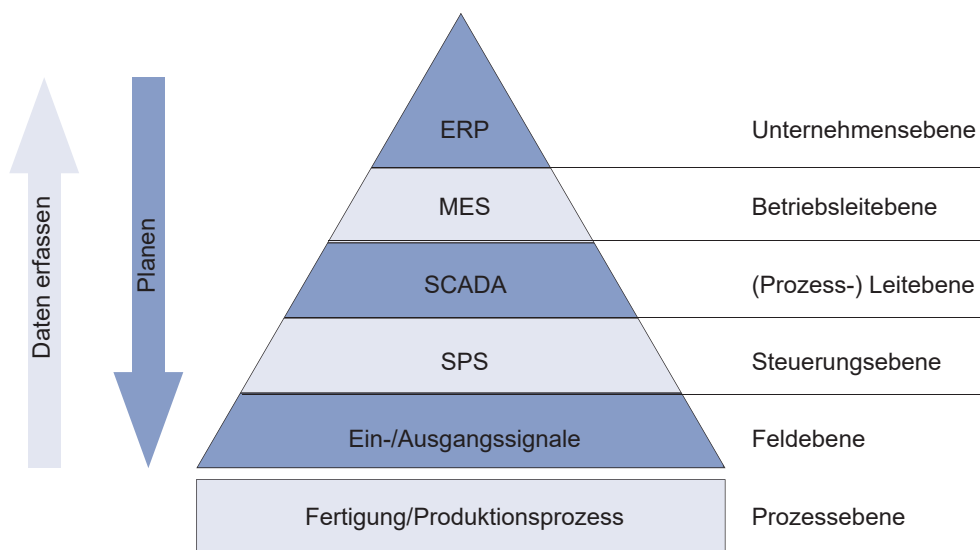 Daten erfassen
Planen
ERP
Unternehmensebene
MES
Betriebsleitebene
SCADA
(Prozess-) Leitebene
SPS
Steuerungsebene
Ein-/Ausgangssignale
Feldebene
Fertigung/Produktionsprozess
Prozessebene